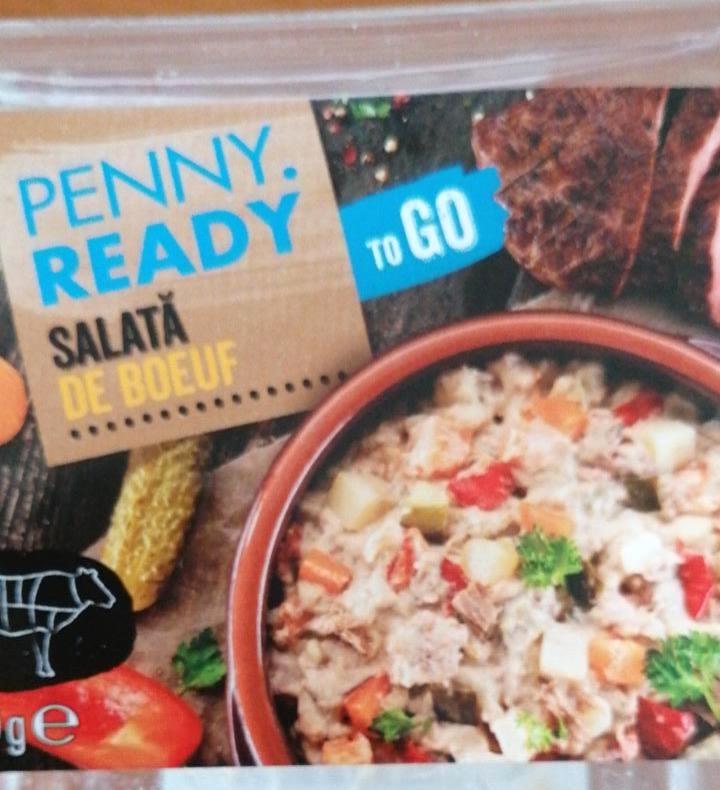 PENNY.
READY
TO GO
SALATĂ
DE BOEUF
g e